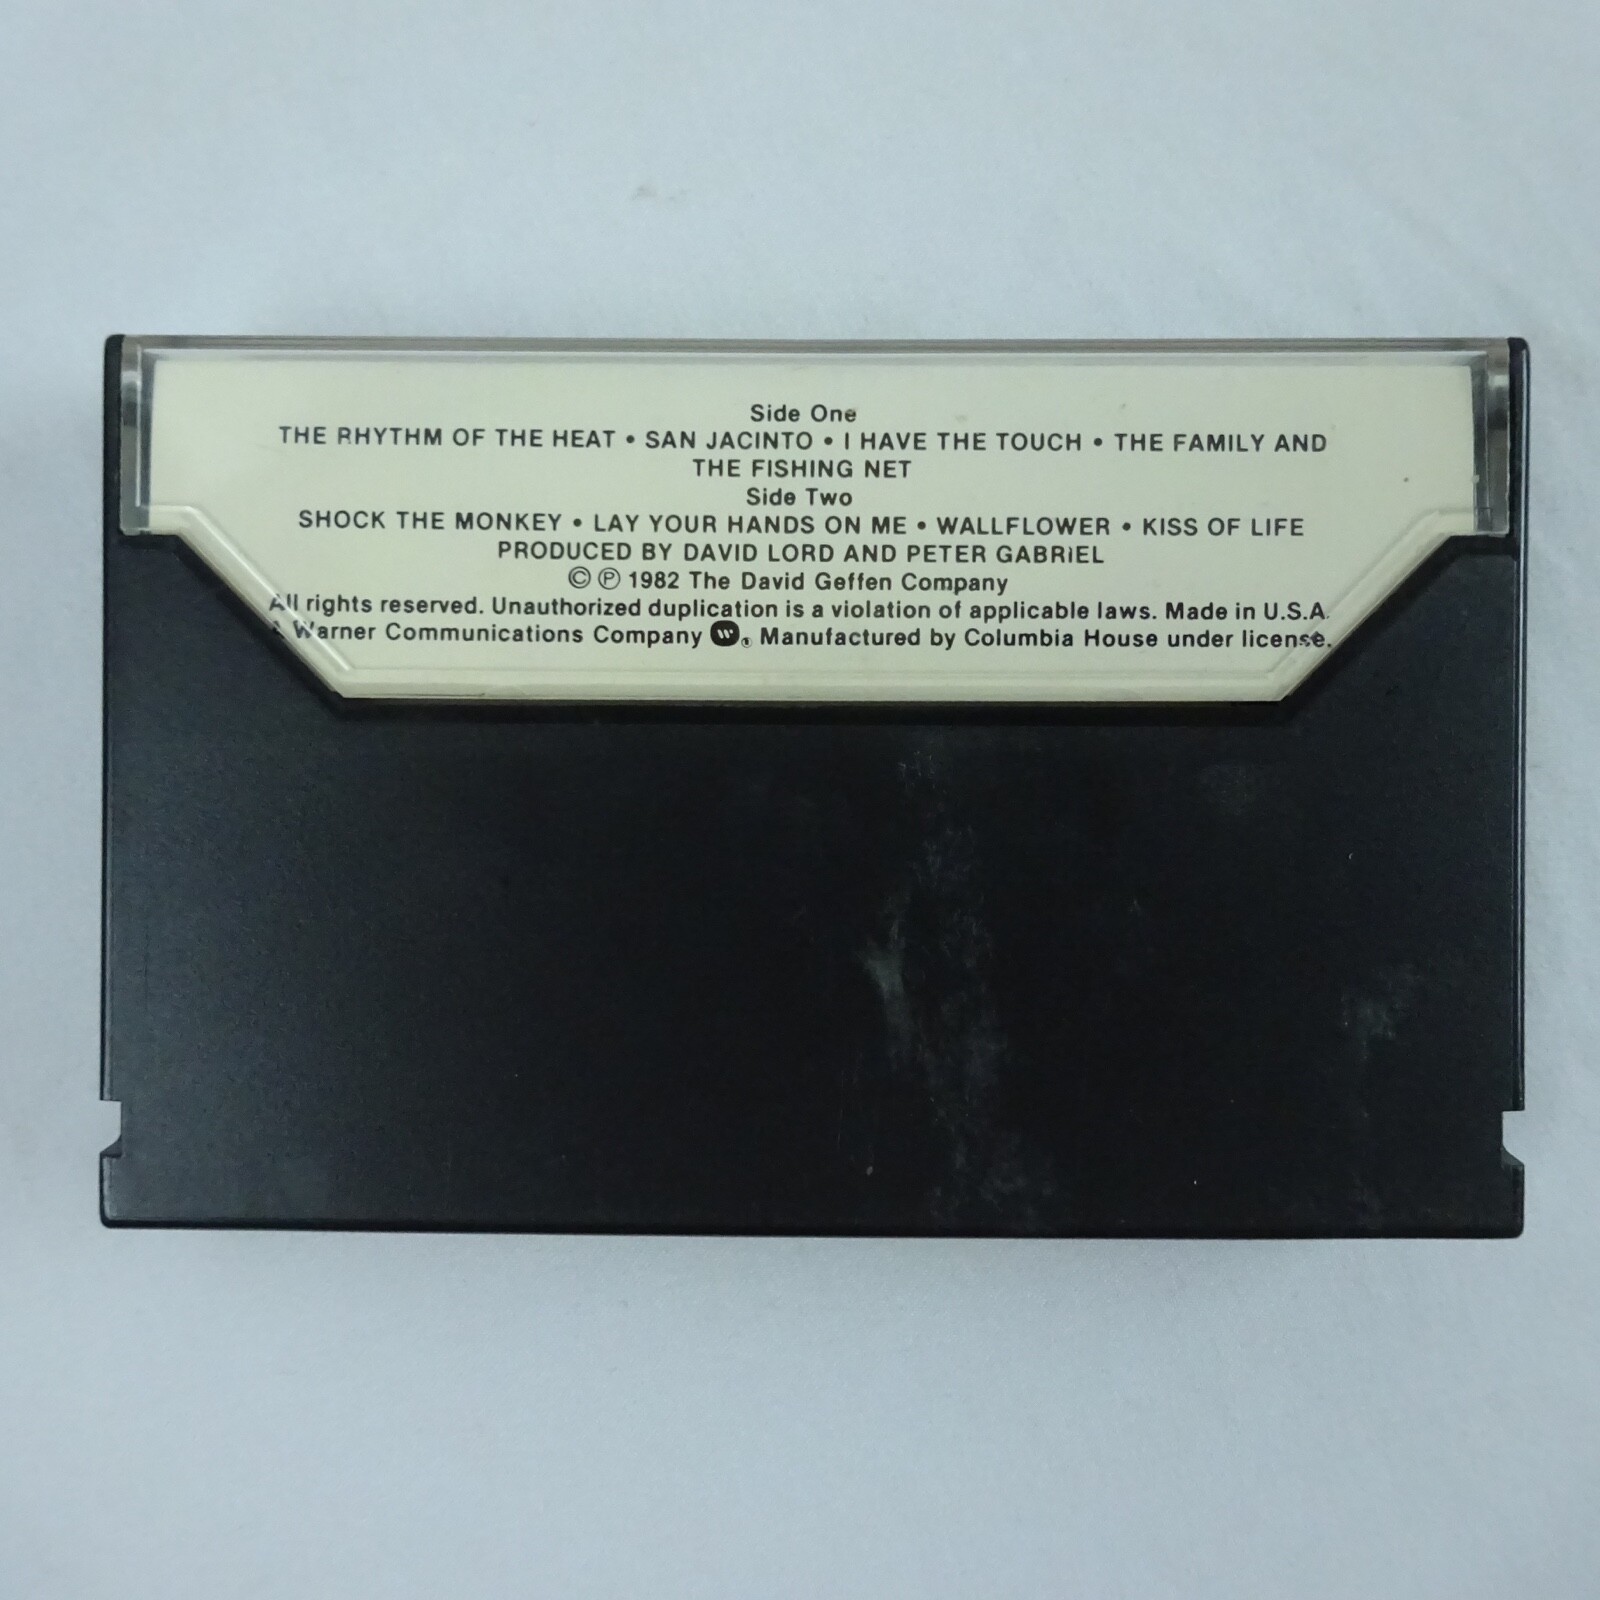 Side One
THE RHYTHM OF THE HEAT • SAN JACINTO • I HAVE THE TOUCH • THE FAMILY AND
THE FISHING NET
Side Two
SHOCK THE MONKEY • LAY YOUR HANDS ON ME • WALLFLOWER • KISS OF LIFE
PRODUCED BY DAVID LORD AND PETER GABRIEL
© ℗ 1982 The David Geffen Company
All rights reserved. Unauthorized duplication is a violation of applicable laws. Made in U.S.A.
A Warner Communications Company W ® Manufactured by Columbia House under license.